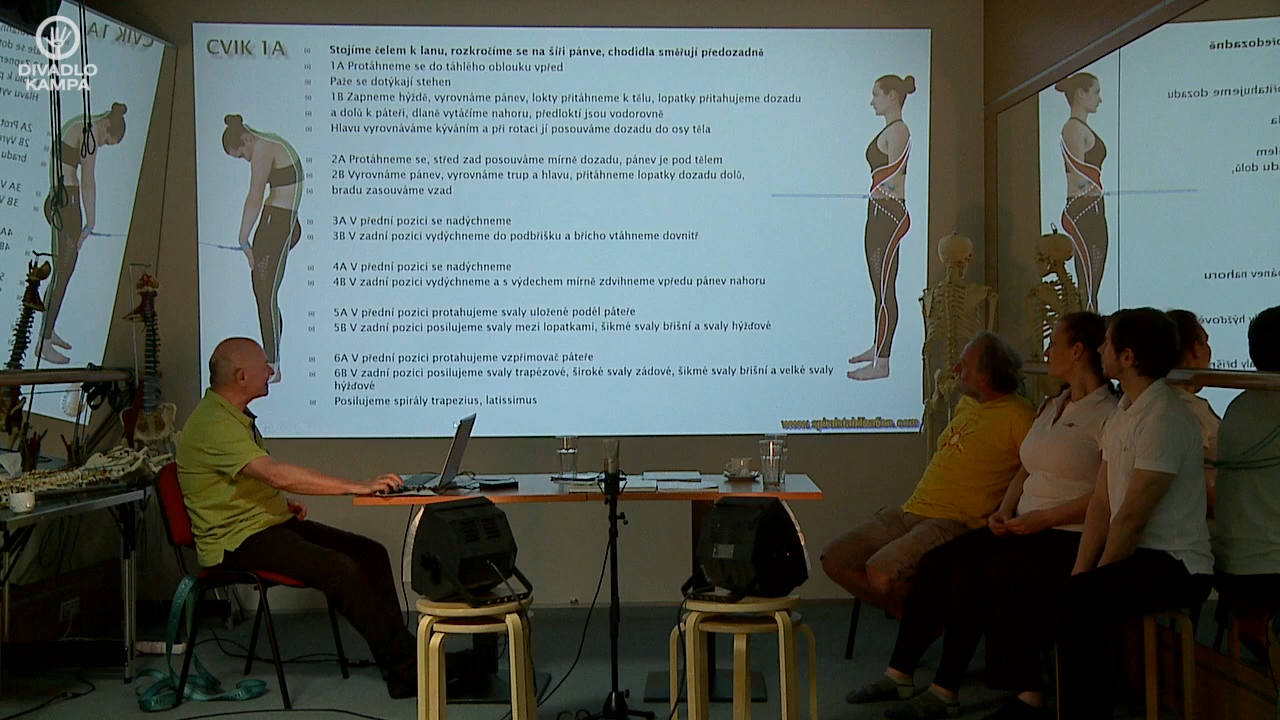 DIVADLO
KAMPA
CVIK 1A
Stojíme čelem k lanu, rozkročíme se na šíři pánve, chodidla směřují předozadně
1A Protáhneme se do táhlého oblouku vpřed
Paže se dotýkají stehen
1B Zapneme hýždě, vyrovnáme pánev, lokty přitáhneme k tělu, lopatky přitahujeme dozadu
a dolů k páteři, dlaně vytáčíme nahoru, předloktí jsou vodorovně
Hlavu vyrovnáváme kýváním a při rotaci jí posouváme dozadu do osy těla
2A Protáhneme se, střed zad posouváme mírně dozadu, pánev je pod tělem
2B Vyrovnáme pánev, vyrovnáme trup a hlavu, přitáhneme lopatky dozadu dolů,
bradu zasouváme vzad
3A V přední pozici se nadýchneme
3B V zadní pozici vydýchneme do podbřišku a břicho vtáhneme dovnitř
4A V přední pozici se nadýchneme
4B V zadní pozici vydýchneme a s výdechem mírně zdvihneme vpředu pánev nahoru
5A V přední pozici protahujeme svaly uložené podél páteře
5B V zadní pozici posilujeme svaly mezi lopatkami, šikmé svaly břišní a svaly hýžďové
6A V přední pozici protahujeme vzpřimovač páteře
6B V zadní pozici posilujeme svaly trapézové, široké svaly zádové, šikmé svaly břišní a velké svaly
hýžďové
Posilujeme spirály trapezius, latissimus
www.spiralstabilization.com